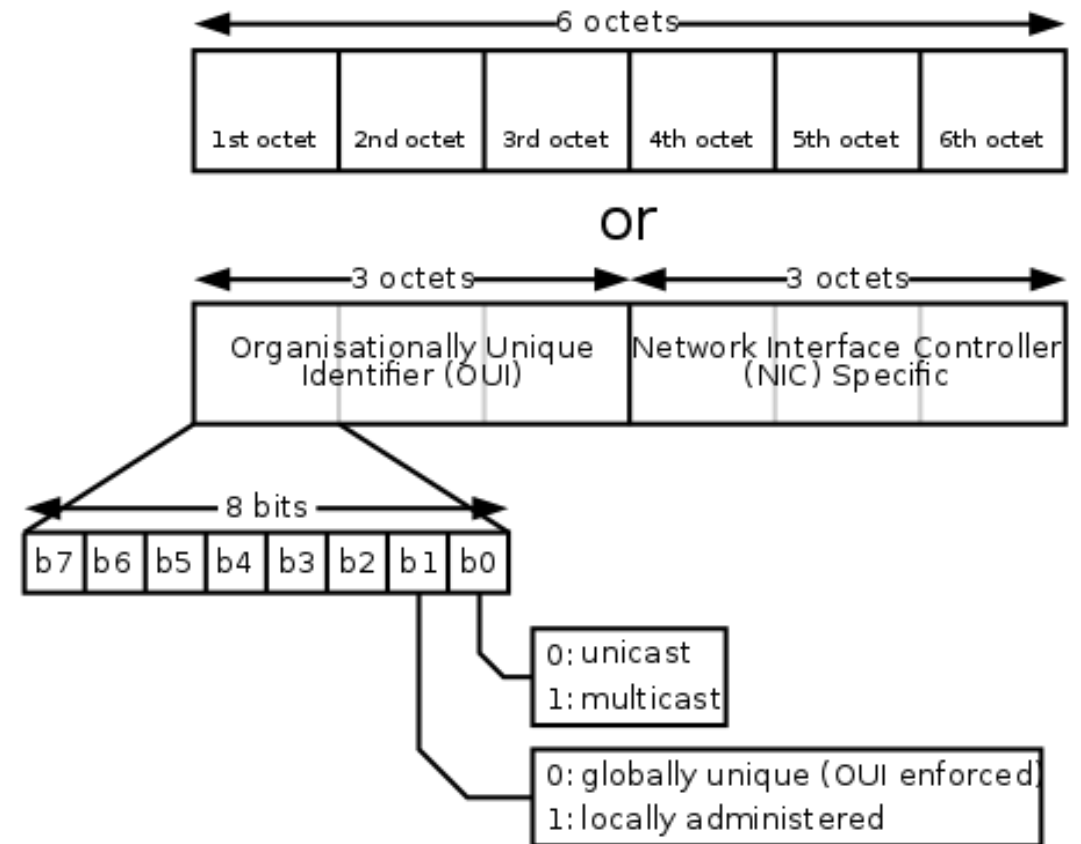 6 octets
1st octet 2nd octet 3rd octet 4th octet 5th octet 6th octet
or
3 octets 3 octets
Organisationally Unique
Identifier (OUI)
Network Interface Controller
(NIC) Specific
8 bits
b7 b6 b5 b4 b3 b2 b1 b0
0: unicast
1: multicast
0: globally unique (OUI enforced)
1: locally administered